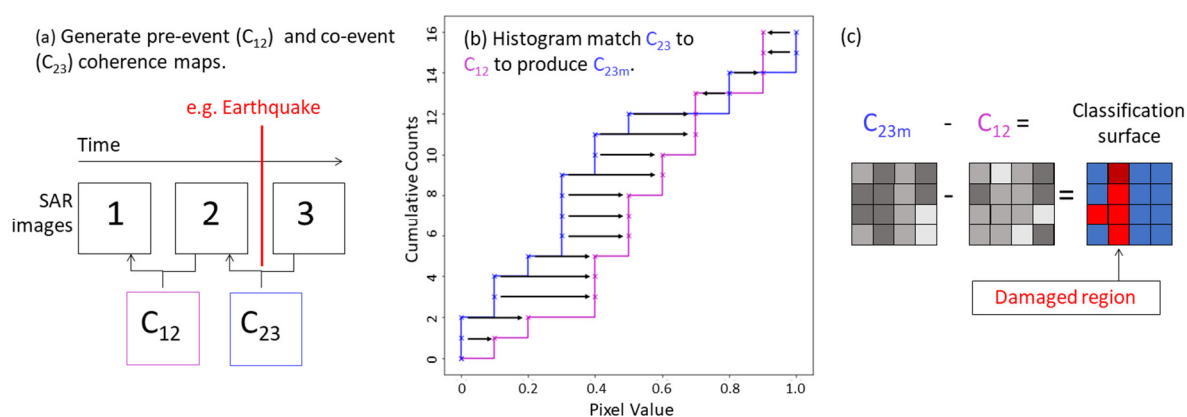 (a) Generate pre-event (C₁₂) and co-event
(C₂₃) coherence maps.
e.g. Earthquake
Time
SAR
images
1
2
3
C₁₂
C₂₃
(b) Histogram match C₂₃ to
C₁₂ to produce C₂₃ₘ.
Cumulative Counts
16
14
12
10
8
6
4
2
0
0
0.2
0.4
0.6
0.8
1.0
Pixel Value
(c)
C₂₃ₘ - C₁₂ =
Classification
surface
- =
Damaged region